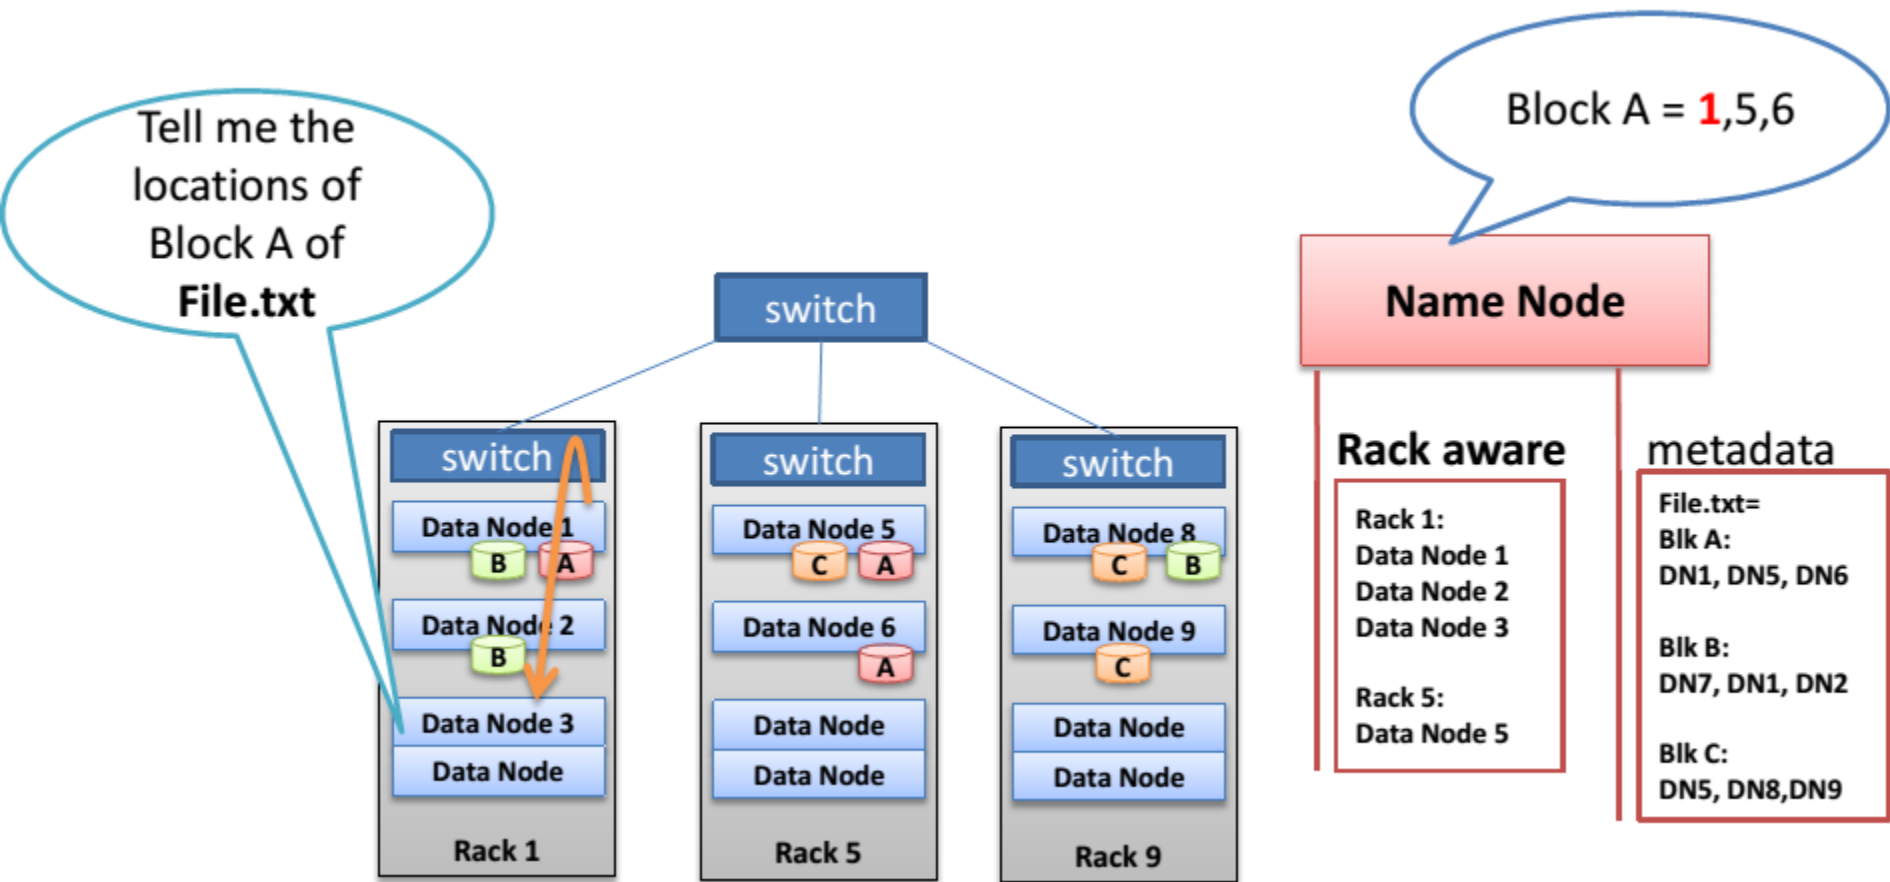 Tell me the
locations of
Block A of
File.txt
Block A = 1,5,6
switch
Name Node
switch
Data Node 1
B
A
Data Node 2
B
Data Node 3
Data Node
Rack 1
switch
Data Node 5
C
A
Data Node 6
A
Data Node
Data Node
Rack 5
switch
Data Node 8
C
B
Data Node 9
C
Data Node
Data Node
Rack 9
Rack aware
Rack 1:
Data Node 1
Data Node 2
Data Node 3
Rack 5:
Data Node 5
metadata
File.txt=
Blk A:
DN1, DN5, DN6
Blk B:
DN7, DN1, DN2
Blk C:
DN5, DN8,DN9